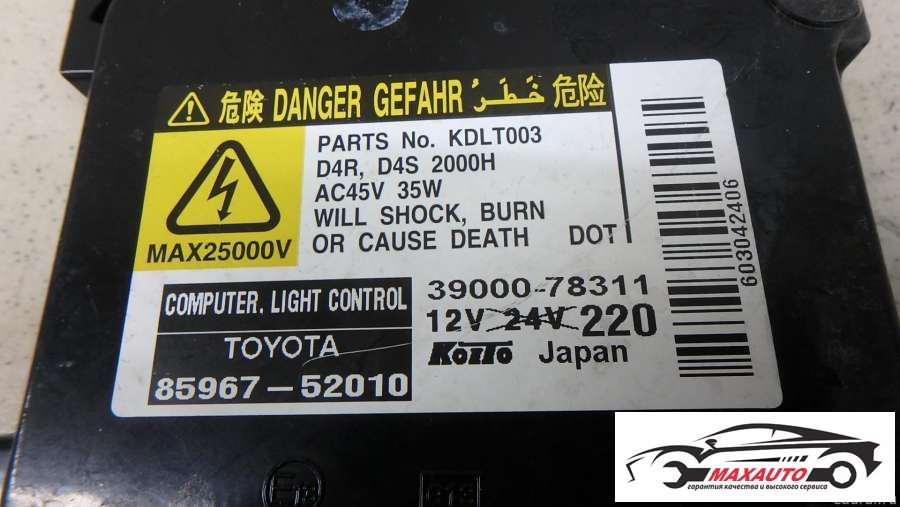 危険 DANGER GEFAHR خَطَرُ 危险
PARTS No. KDLT003
D4R, D4S 2000H
AC45V 35W
WILL SHOCK, BURN
OR CAUSE DEATH DOT
MAX25000V
COMPUTER. LIGHT CONTROL
TOYOTA
85967-52010
39000-78311
12V 24V 220
KOITO Japan
603042406
MAXAUTO
гарантия качества и высокого сервиса